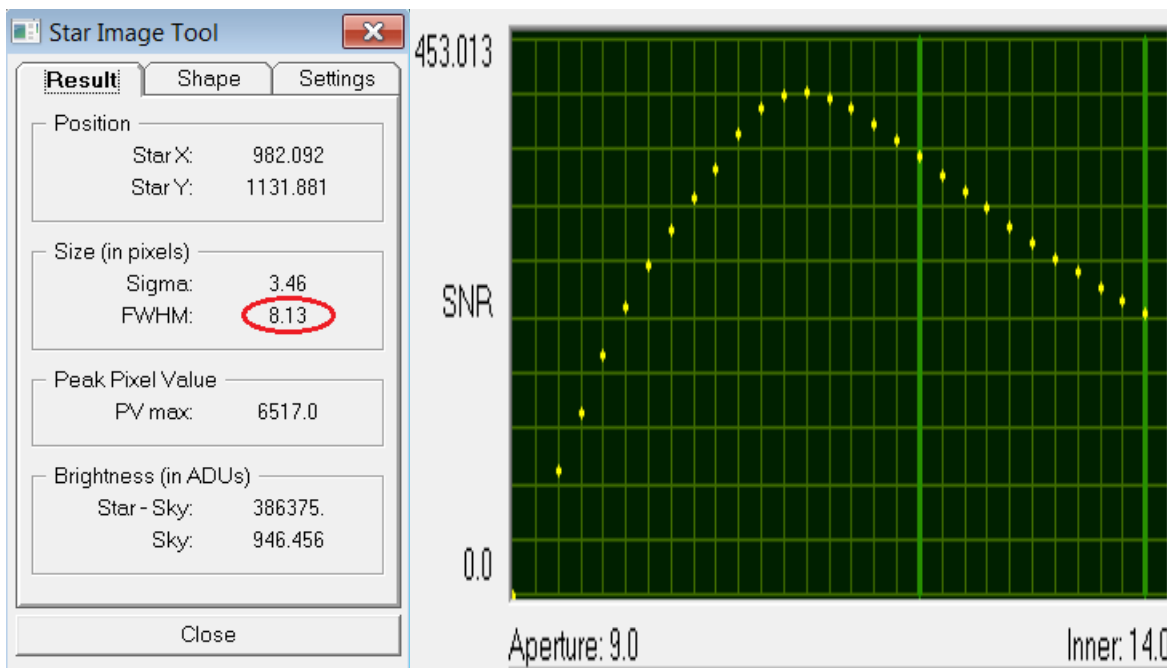 Star Image Tool
Result Shape Settings
Position
Star X: 982.092
Star Y: 1131.881
Size (in pixels)
Sigma: 3.46
FWHM: 8.13
Peak Pixel Value
PV max: 6517.0
Brightness (in ADUs)
Star - Sky: 386375.
Sky: 946.456
Close
453.013
SNR
0.0
Aperture: 9.0 Inner: 14.0